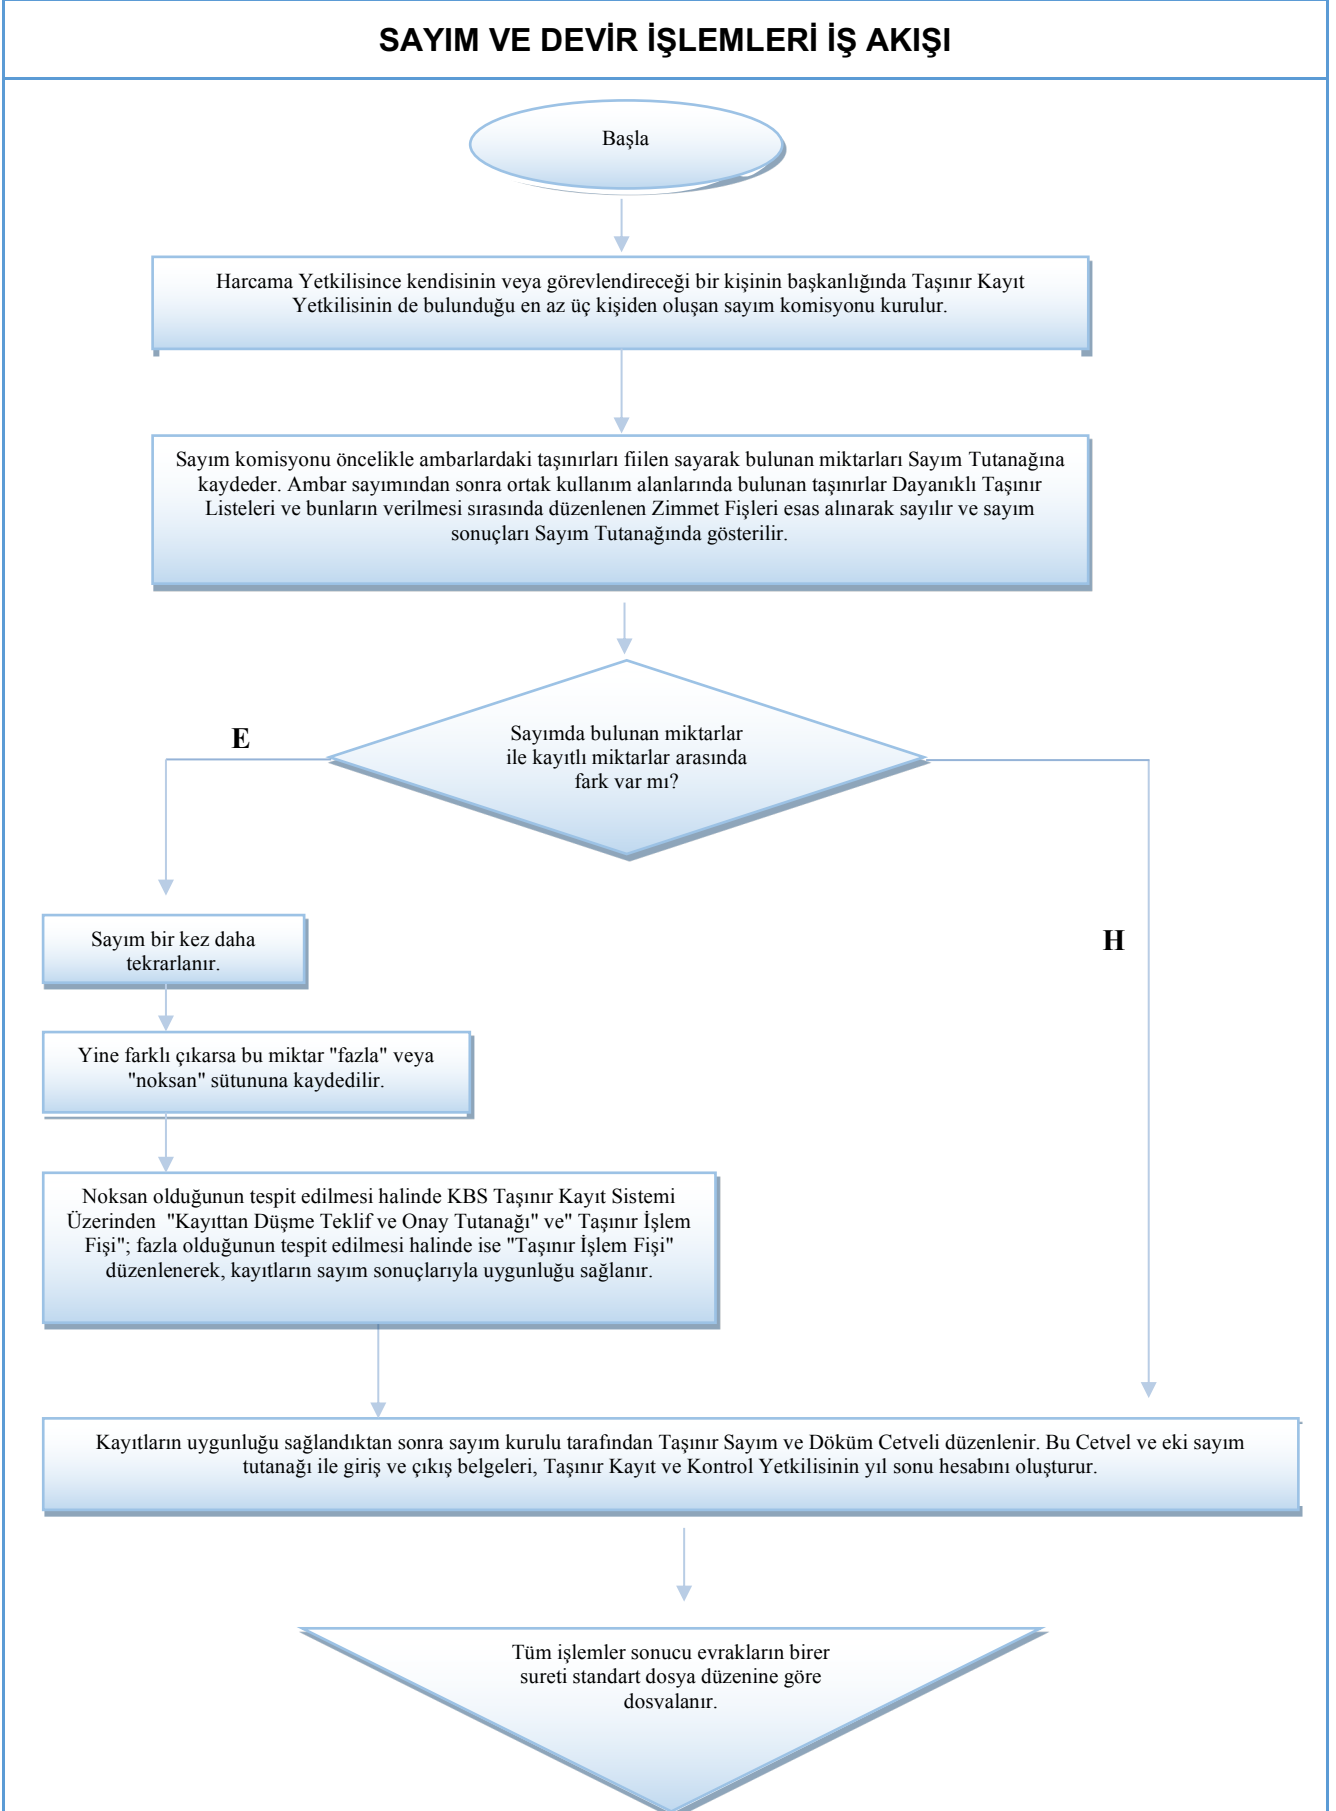 SAYIM VE DEVİR İŞLEMLERİ İŞ AKIŞI
Başla
Harcama Yetkilisince kendisinin veya görevlendireceği bir kişinin başkanlığında Taşınır Kayıt
Yetkilisinin de bulunduğu en az üç kişiden oluşan sayım komisyonu kurulur.
Sayım komisyonu öncelikle ambarlardaki taşınırları fiilen sayarak bulunan miktarları Sayım Tutanağına
kaydeder. Ambar sayımından sonra ortak kullanım alanlarında bulunan taşınırlar Dayanıklı Taşınır
Listeleri ve bunların verilmesi sırasında düzenlenen Zimmet Fişleri esas alınarak sayılır ve sayım
sonuçları Sayım Tutanağında gösterilir.
Sayımda bulunan miktarlar
ile kayıtlı miktarlar arasında
fark var mı?
E
H
Sayım bir kez daha
tekrarlanır.
Yine farklı çıkarsa bu miktar "fazla" veya
"noksan" sütununa kaydedilir.
Noksan olduğunun tespit edilmesi halinde KBS Taşınır Kayıt Sistemi
Üzerinden "Kayıttan Düşme Teklif ve Onay Tutanağı" ve" Taşınır İşlem
Fişi"; fazla olduğunun tespit edilmesi halinde ise "Taşınır İşlem Fişi"
düzenlenerek, kayıtların sayım sonuçlarıyla uygunluğu sağlanır.
Kayıtların uygunluğu sağlandıktan sonra sayım kurulu tarafından Taşınır Sayım ve Döküm Cetveli düzenlenir. Bu Cetvel ve eki sayım
tutanağı ile giriş ve çıkış belgeleri, Taşınır Kayıt ve Kontrol Yetkilisinin yıl sonu hesabını oluşturur.
Tüm işlemler sonucu evrakların birer
sureti standart dosya düzenine göre
dosyalanır.